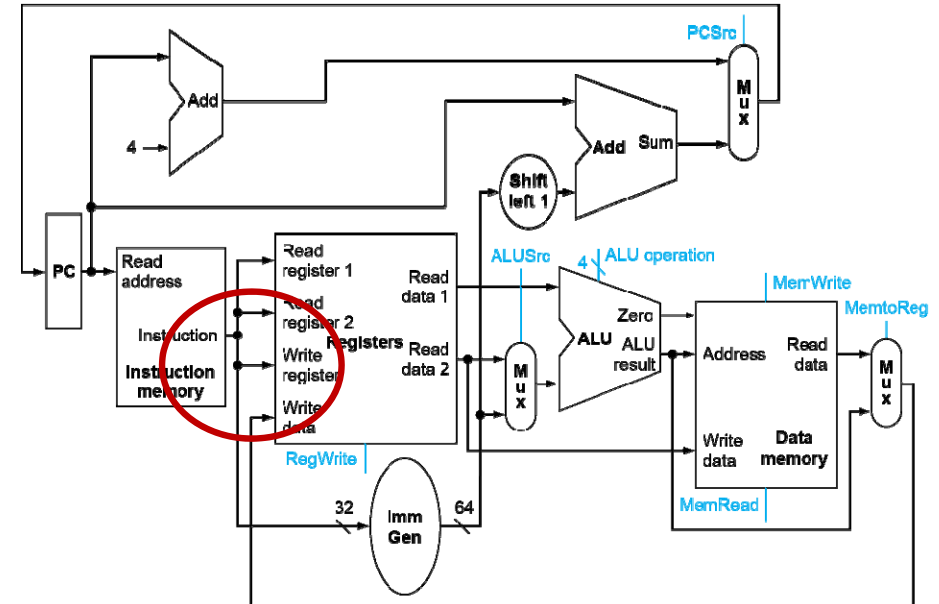 PCSrc
Add
4
M
u
x
Add Sum
Shift
left 1
PC
Read
address
Instruction
Instruction
memory
Read
register 1
Read
register 2
Write
register
Write
data
Registers
Read
data 1
Read
data 2
RegWrite
ALUSrc
M
u
x
4
ALU operation
Zero
ALU
ALU
result
MemWrite
Address
Read
data
Write
data
Data
memory
MemRead
MemtoReg
M
u
x
32
Imm
Gen
64